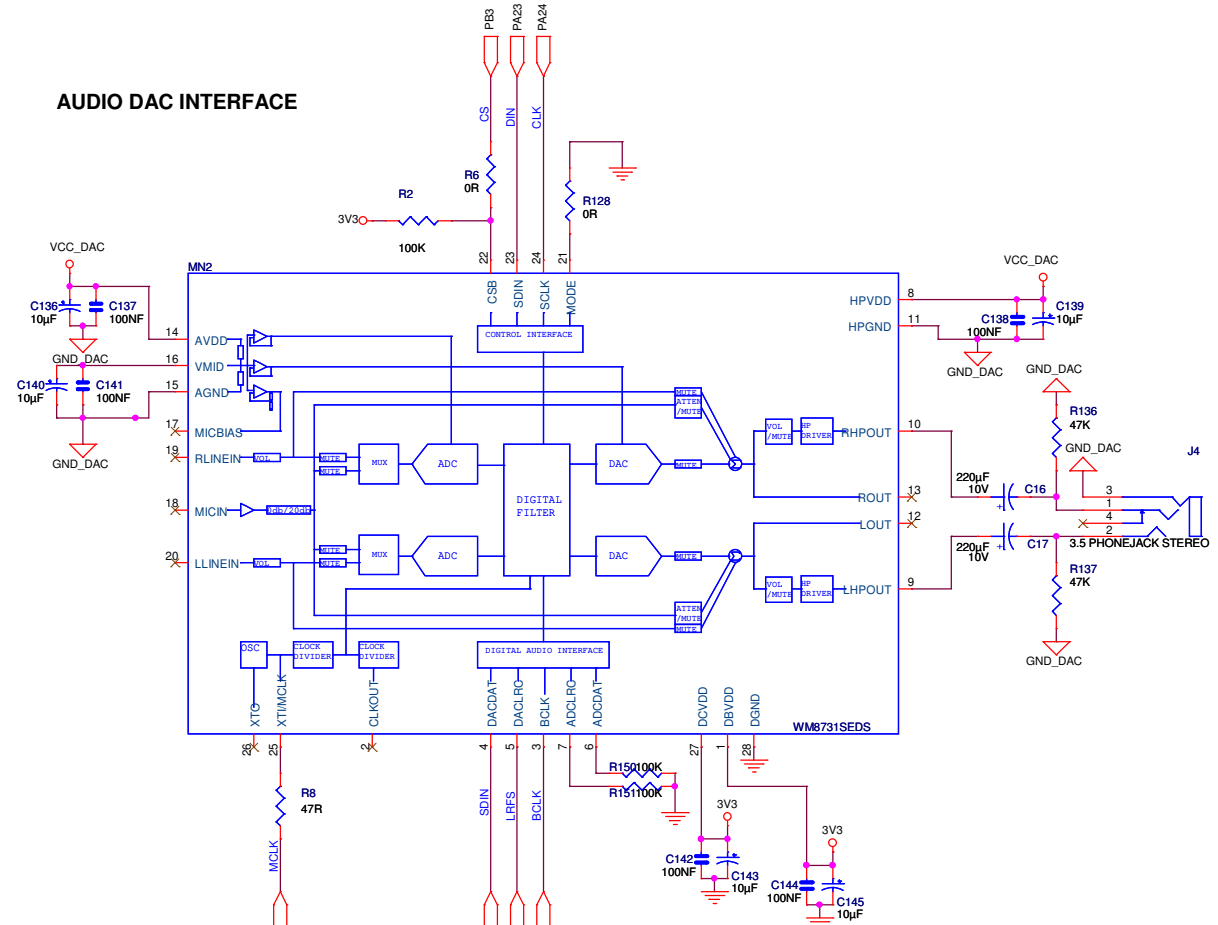 PB3
PA23
PA24
AUDIO DAC INTERFACE
CS
DIN
CLK
R6
0R
R2
R128
0R
3V3
100K
VCC_DAC
VCC_DAC
22
23
24
21
MN2
C136
10µF
C137
100NF
CSB
SDIN
SCLK
MODE
HPVDD
8
C139
10µF
C138
100NF
HPGND
11
14
AVDD
CONTROL INTERFACE
GND_DAC
16
VMID
GND_DAC
GND_DAC
C140
10µF
C141
100NF
15
AGND
MUTE
ATTEN
/MUTE
R136
47K
17
MICBIAS
VOL
/MUTE
HP
DRIVER
RHPOUT
10
GND_DAC
GND_DAC
19
RLINEIN
VOL
MUTE
MUTE
MUX
ADC
DAC
MUTE
J4
220µF
10V
C16
3
1
4
2
ROUT
13
18
MICIN
0db/20db
DIGITAL
FILTER
LOUT
12
C17
220µF
10V
3.5 PHONEJACK STEREO
20
LLINEIN
VOL
MUTE
MUTE
MUX
ADC
DAC
MUTE
VOL
/MUTE
HP
DRIVER
LHPOUT
9
R137
47K
ATTEN
/MUTE
MUTE
OSC
CLOCK
DIVIDER
CLOCK
DIVIDER
DIGITAL AUDIO INTERFACE
GND_DAC
XTO
XTI/MCLK
CLKOUT
DACDAT
DACLRC
BCLK
ADCLRC
ADCDAT
DCVDD
DBVDD
DGND
WM8731SEDS
26
25
2
4
5
3
7
6
27
1
28
R150
100K
R151
100K
R8
47R
SDIN
LRFS
BCLK
3V3
3V3
MCLK
C142
100NF
C143
10µF
C144
100NF
C145
10µF